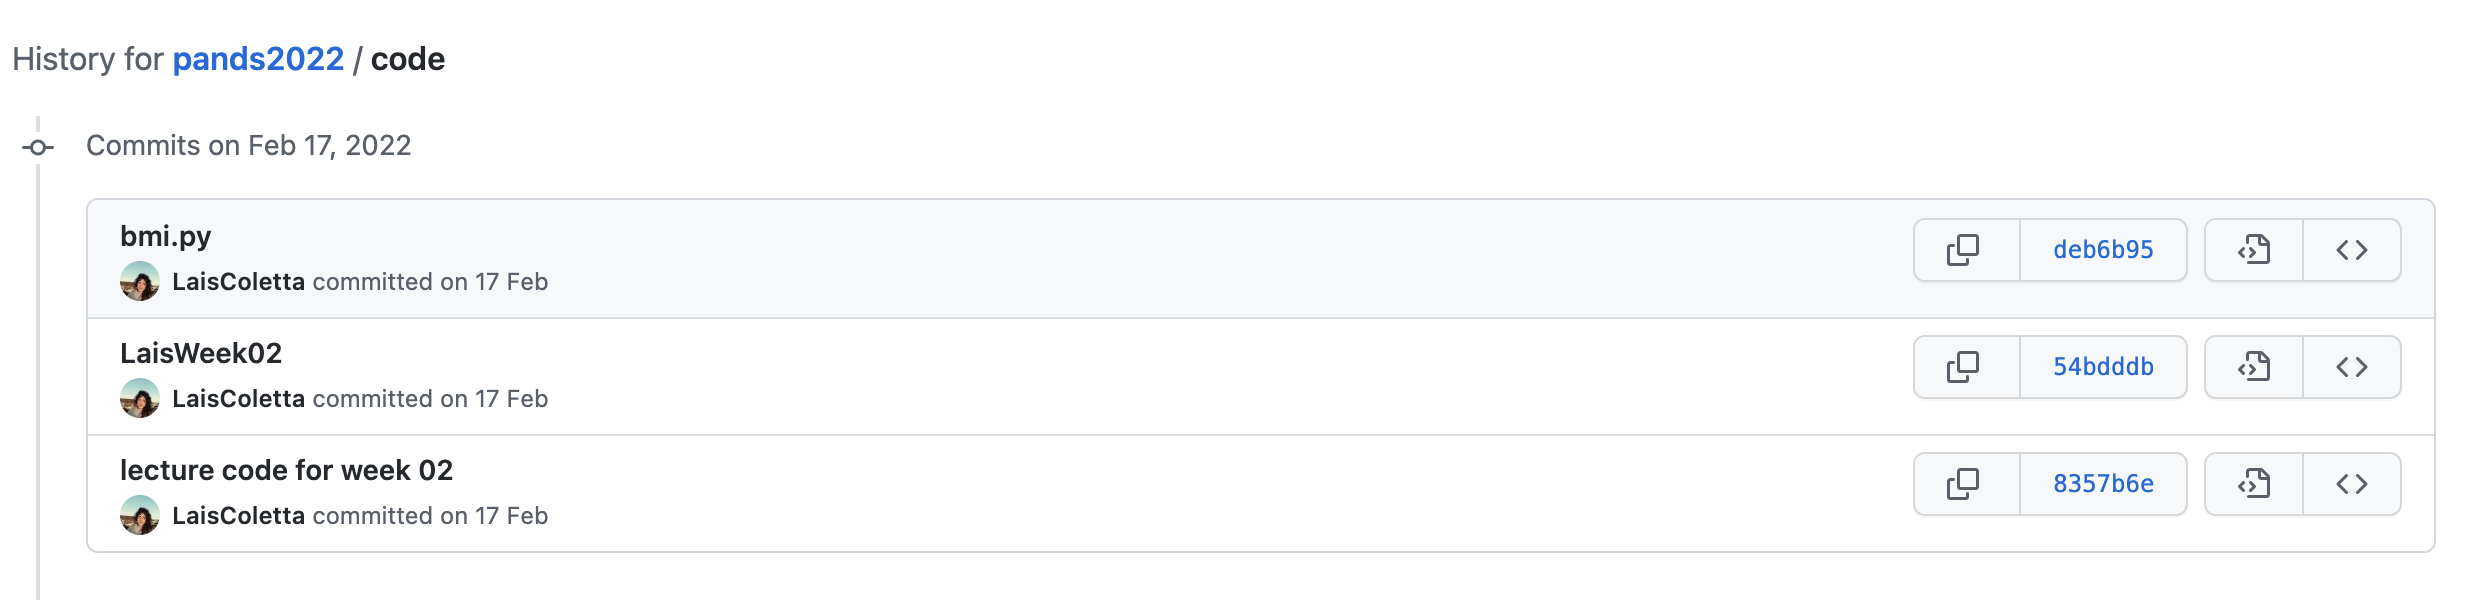 History for pands2022 / code
Commits on Feb 17, 2022
bmi.py
deb6b95
LaisColetta committed on 17 Feb
LaisWeek02
54bdddb
LaisColetta committed on 17 Feb
lecture code for week 02
8357b6e
LaisColetta committed on 17 Feb